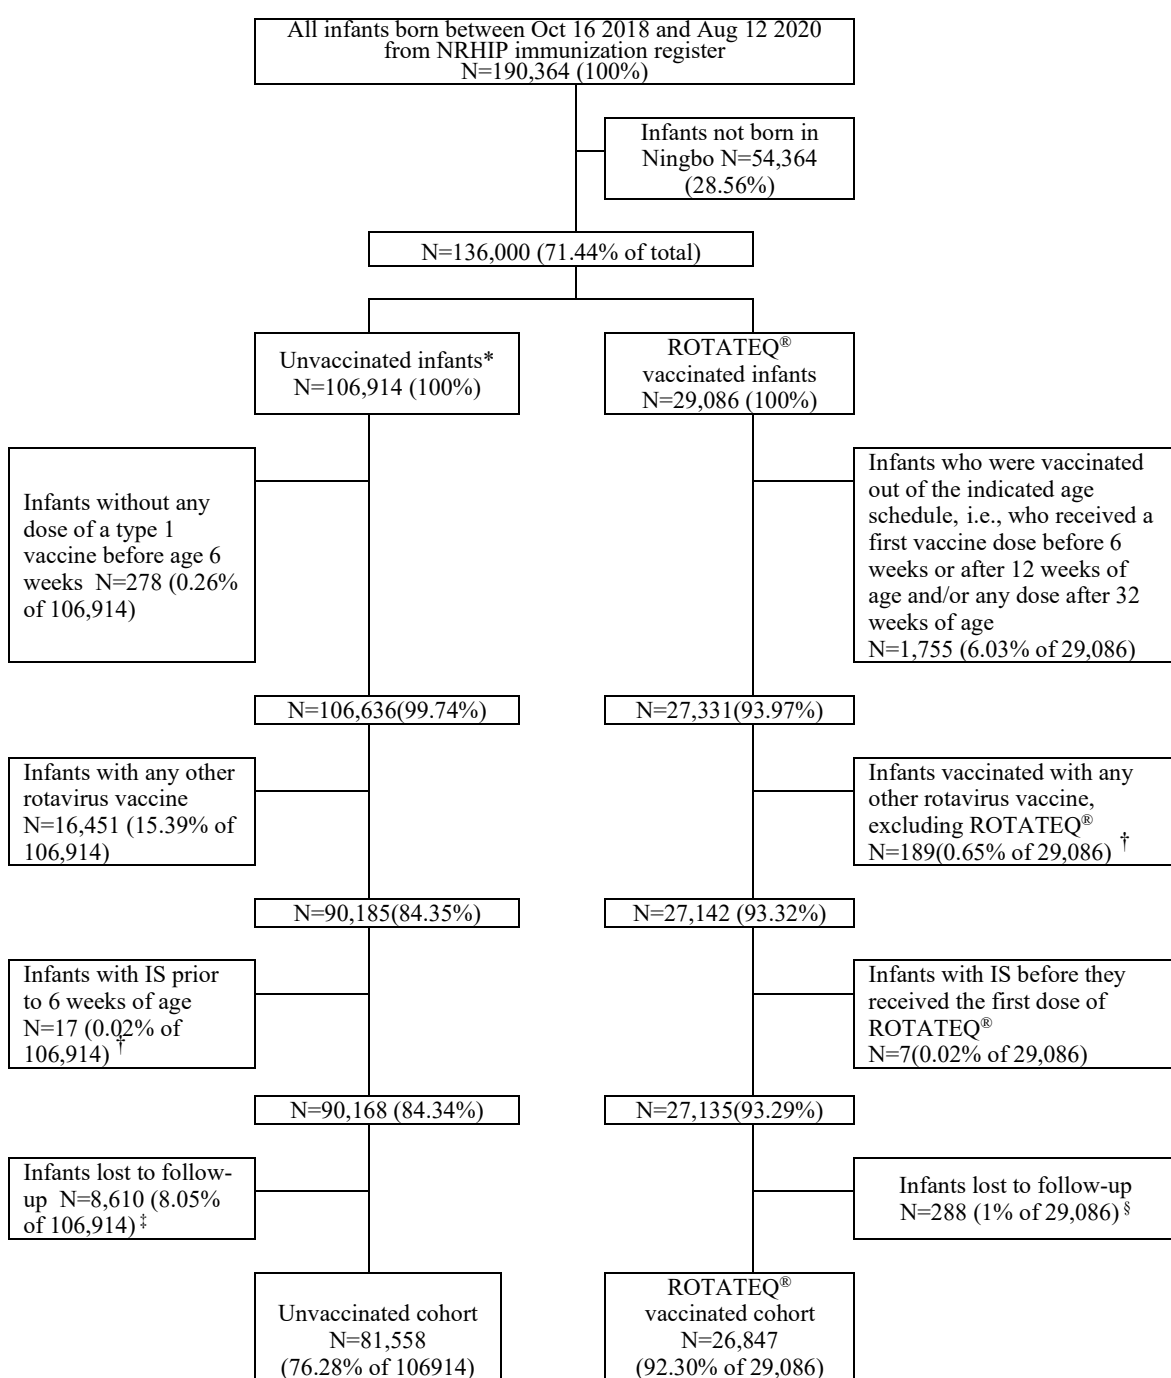 All infants born between Oct 16 2018 and Aug 12 2020
from NRHIP immunization register
N=190,364 (100%)
Infants not born in
Ningbo N=54,364
(28.56%)
N=136,000 (71.44% of total)
Unvaccinated infants*
N=106,914 (100%)
ROTATEQ®
vaccinated infants
N=29,086 (100%)
Infants without any
dose of a type 1
vaccine before age 6
weeks N=278 (0.26%
of 106,914)
Infants who were vaccinated
out of the indicated age
schedule, i.e., who received a
first vaccine dose before 6
weeks or after 12 weeks of
age and/or any dose after 32
weeks of age
N=1,755 (6.03% of 29,086)
N=106,636(99.74%)
N=27,331(93.97%)
Infants with any other
rotavirus vaccine
N=16,451 (15.39% of
106,914)
Infants vaccinated with any
other rotavirus vaccine,
excluding ROTATEQ®
N=189(0.65% of 29,086) †
N=90,185(84.35%)
N=27,142 (93.32%)
Infants with IS prior
to 6 weeks of age
N=17 (0.02% of
106,914) †
Infants with IS before they
received the first dose of
ROTATEQ®
N=7(0.02% of 29,086)
N=90,168 (84.34%)
N=27,135(93.29%)
Infants lost to follow-
up N=8,610 (8.05%
of 106,914) ‡
Infants lost to follow-up
N=288 (1% of 29,086) §
Unvaccinated cohort
N=81,558
(76.28% of 106914)
ROTATEQ®
vaccinated cohort
N=26,847
(92.30% of 29,086)